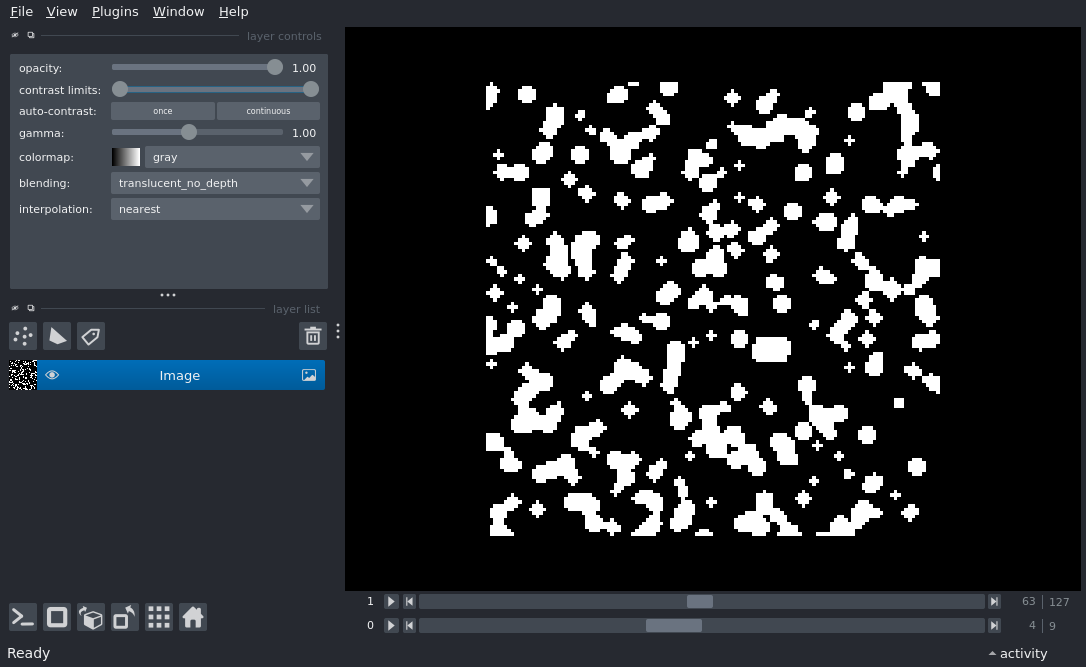 File View Plugins Window Help
layer controls
opacity: 1.00
contrast limits:
auto-contrast: once continuous
gamma: 1.00
colormap: gray
blending: translucent_no_depth
interpolation: nearest
layer list
Image
1 63 | 127
0 4 | 9
Ready activity